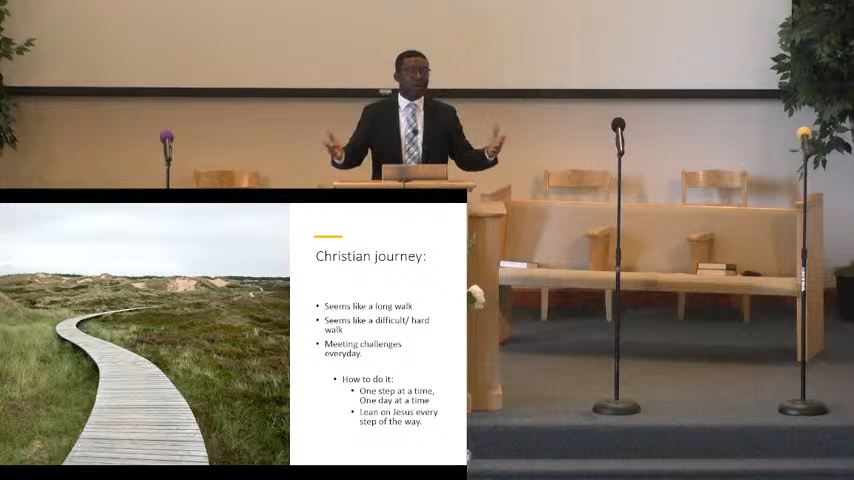 Christian journey:
• Seems like a long walk
• Seems like a difficult/ hard
walk
• Meeting challenges
everyday.
• How to do it:
• One step at a time,
One day at a time
• Lean on Jesus every
step of the way.